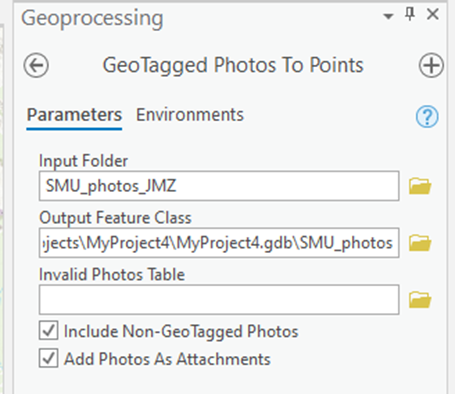 Geoprocessing
GeoTagged Photos To Points
Parameters Environments
Input Folder
SMU_photos_JMZ
Output Feature Class
jects\MyProject4\MyProject4.gdb\SMU_photos
Invalid Photos Table
Include Non-GeoTagged Photos
Add Photos As Attachments